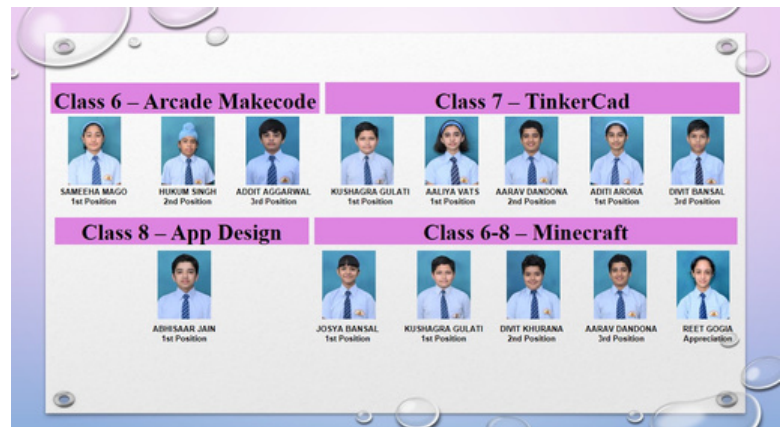 Class 6 – Arcade Makecode
Class 7 – TinkerCad
SAMEEHA MAGO
1st Position
HUKUM SINGH
2nd Position
ADDIT AGGARWAL
3rd Position
KUSHAGRA GULATI
1st Position
AALIYA VATS
1st Position
AARAV DANDONA
2nd Position
ADITI ARORA
1st Position
DIVIT BANSAL
3rd Position
Class 8 – App Design
Class 6-8 – Minecraft
ABHISAAR JAIN
1st Position
JOSYA BANSAL
1st Position
KUSHAGRA GULATI
1st Position
DIVIT KHURANA
2nd Position
AARAV DANDONA
3rd Position
REET GOGIA
Appreciation